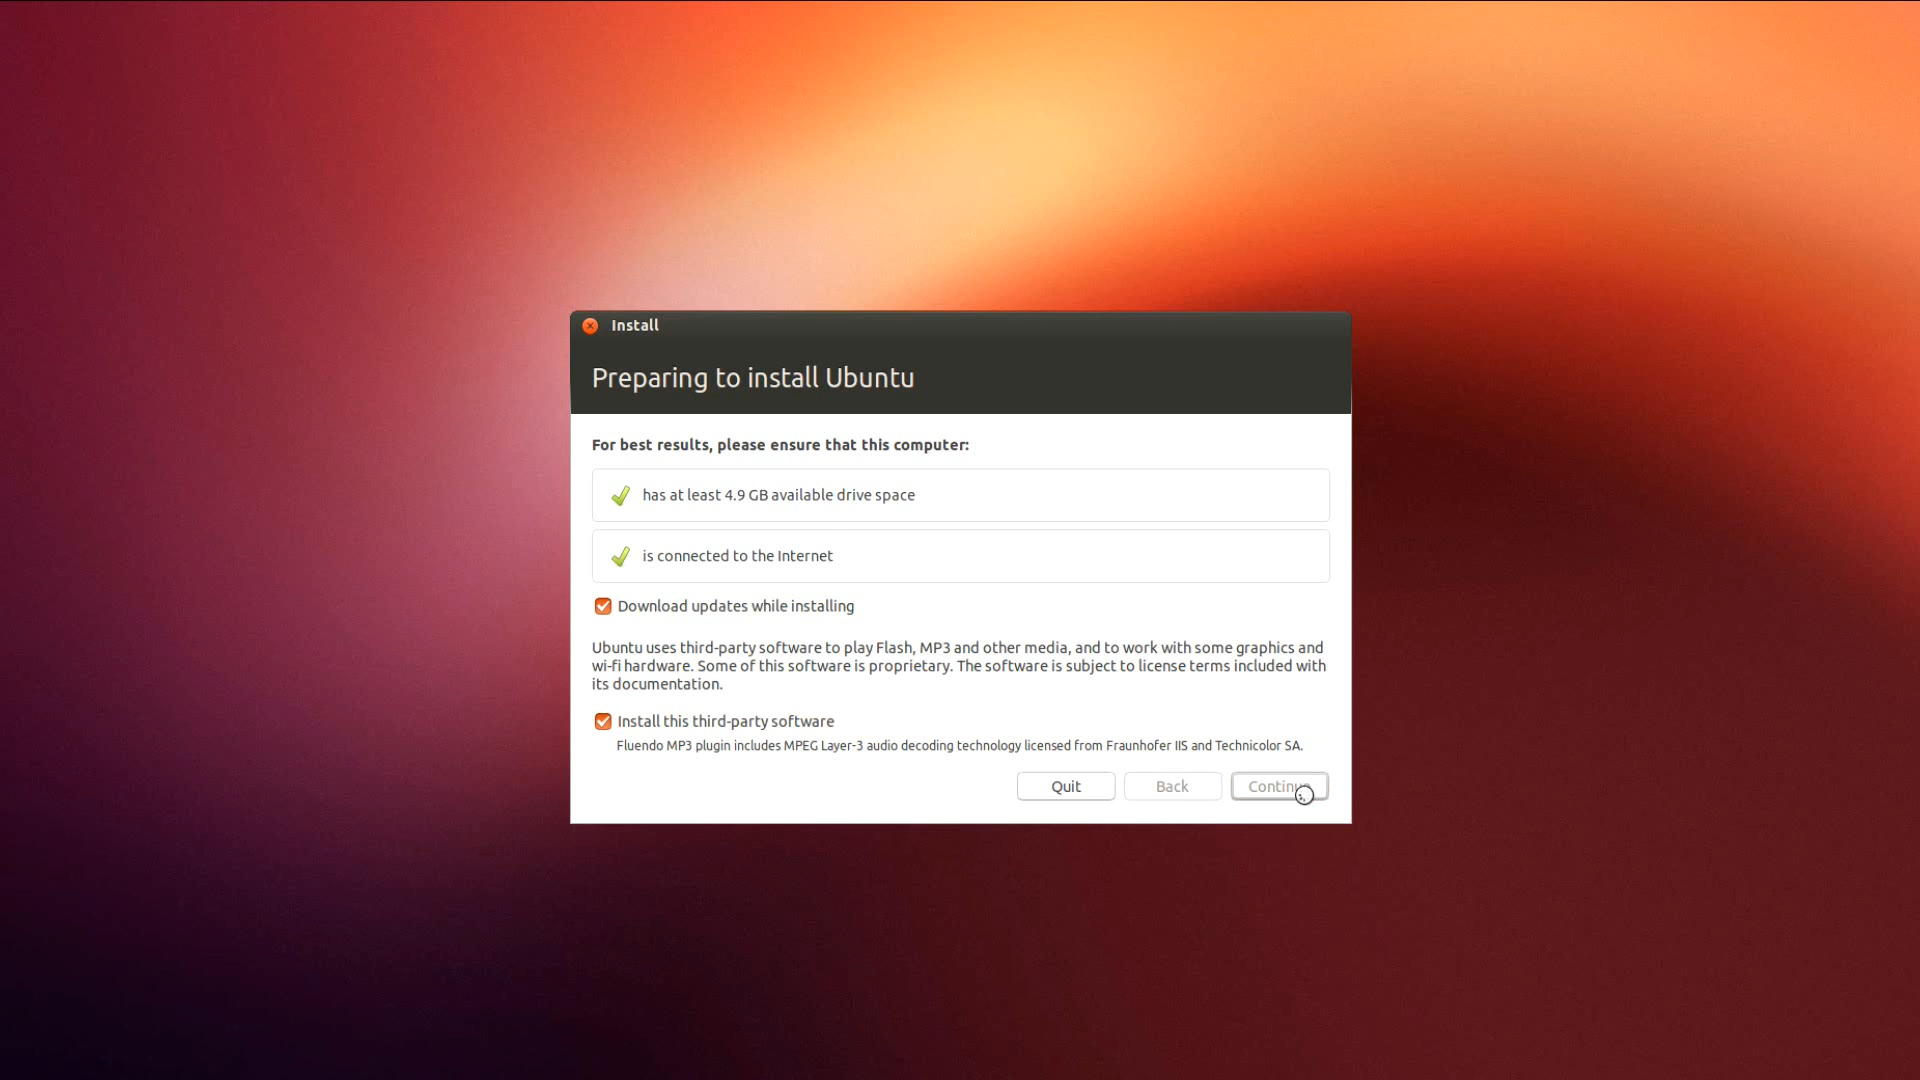 Install
Preparing to install Ubuntu
For best results, please ensure that this computer:
has at least 4.9 GB available drive space
is connected to the Internet
Download updates while installing
Ubuntu uses third-party software to play Flash, MP3 and other media, and to work with some graphics and
wi-fi hardware. Some of this software is proprietary. The software is subject to license terms included with
its documentation.
Install this third-party software
Fluendo MP3 plugin includes MPEG Layer-3 audio decoding technology licensed from Fraunhofer IIS and Technicolor SA.
Quit Back Continue